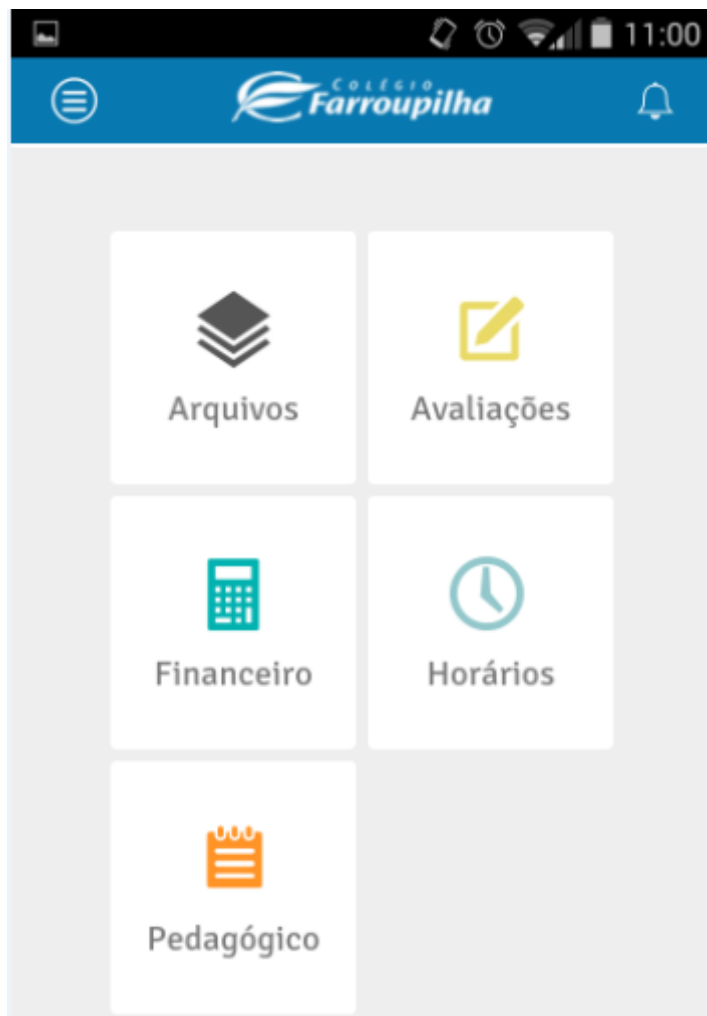 11:00
COLÉGIO
Farroupilha
Arquivos
Avaliações
Financeiro
Horários
Pedagógico